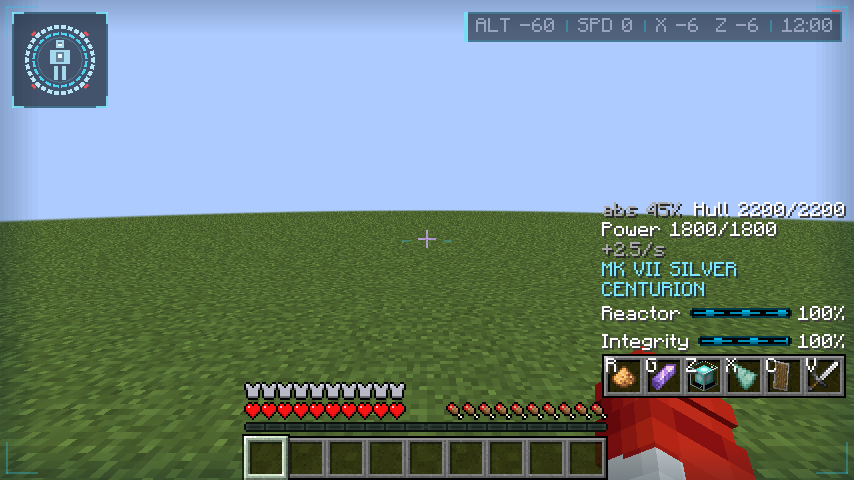 ALT -60 | SPD 0 | X -6 Z -6 | 12:00
abs 45% Hull 2200/2200
Power 1800/1800
+2.5/s
MK VII SILVER
CENTURION
Reactor 100%
Integrity 100%
R G Z X C V